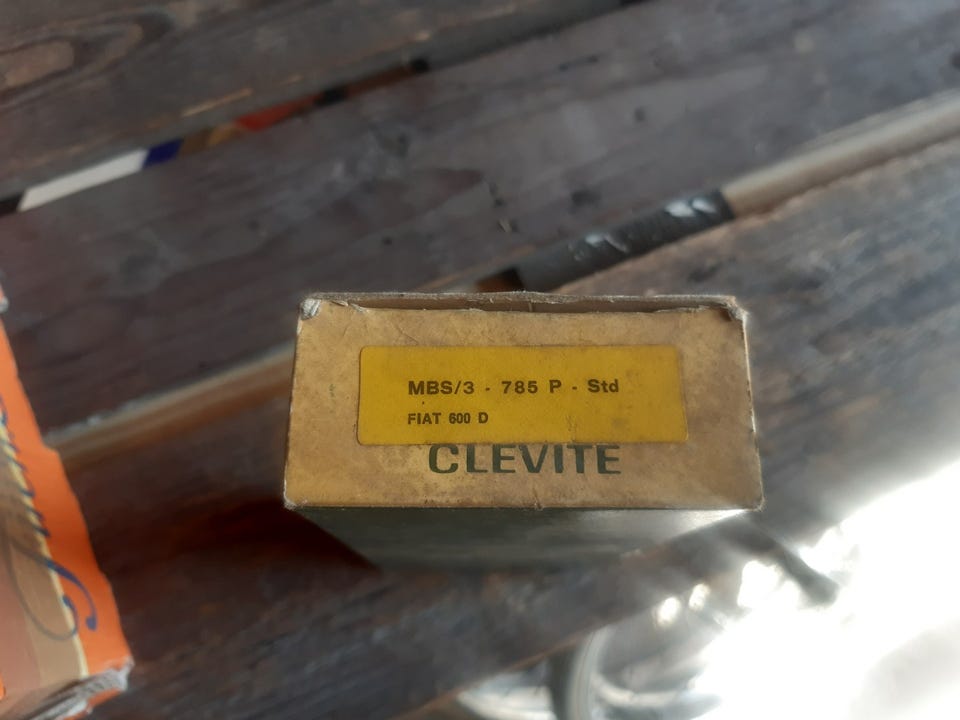 MBS/3 - 785 P - Std
FIAT 600 D
CLEVITE